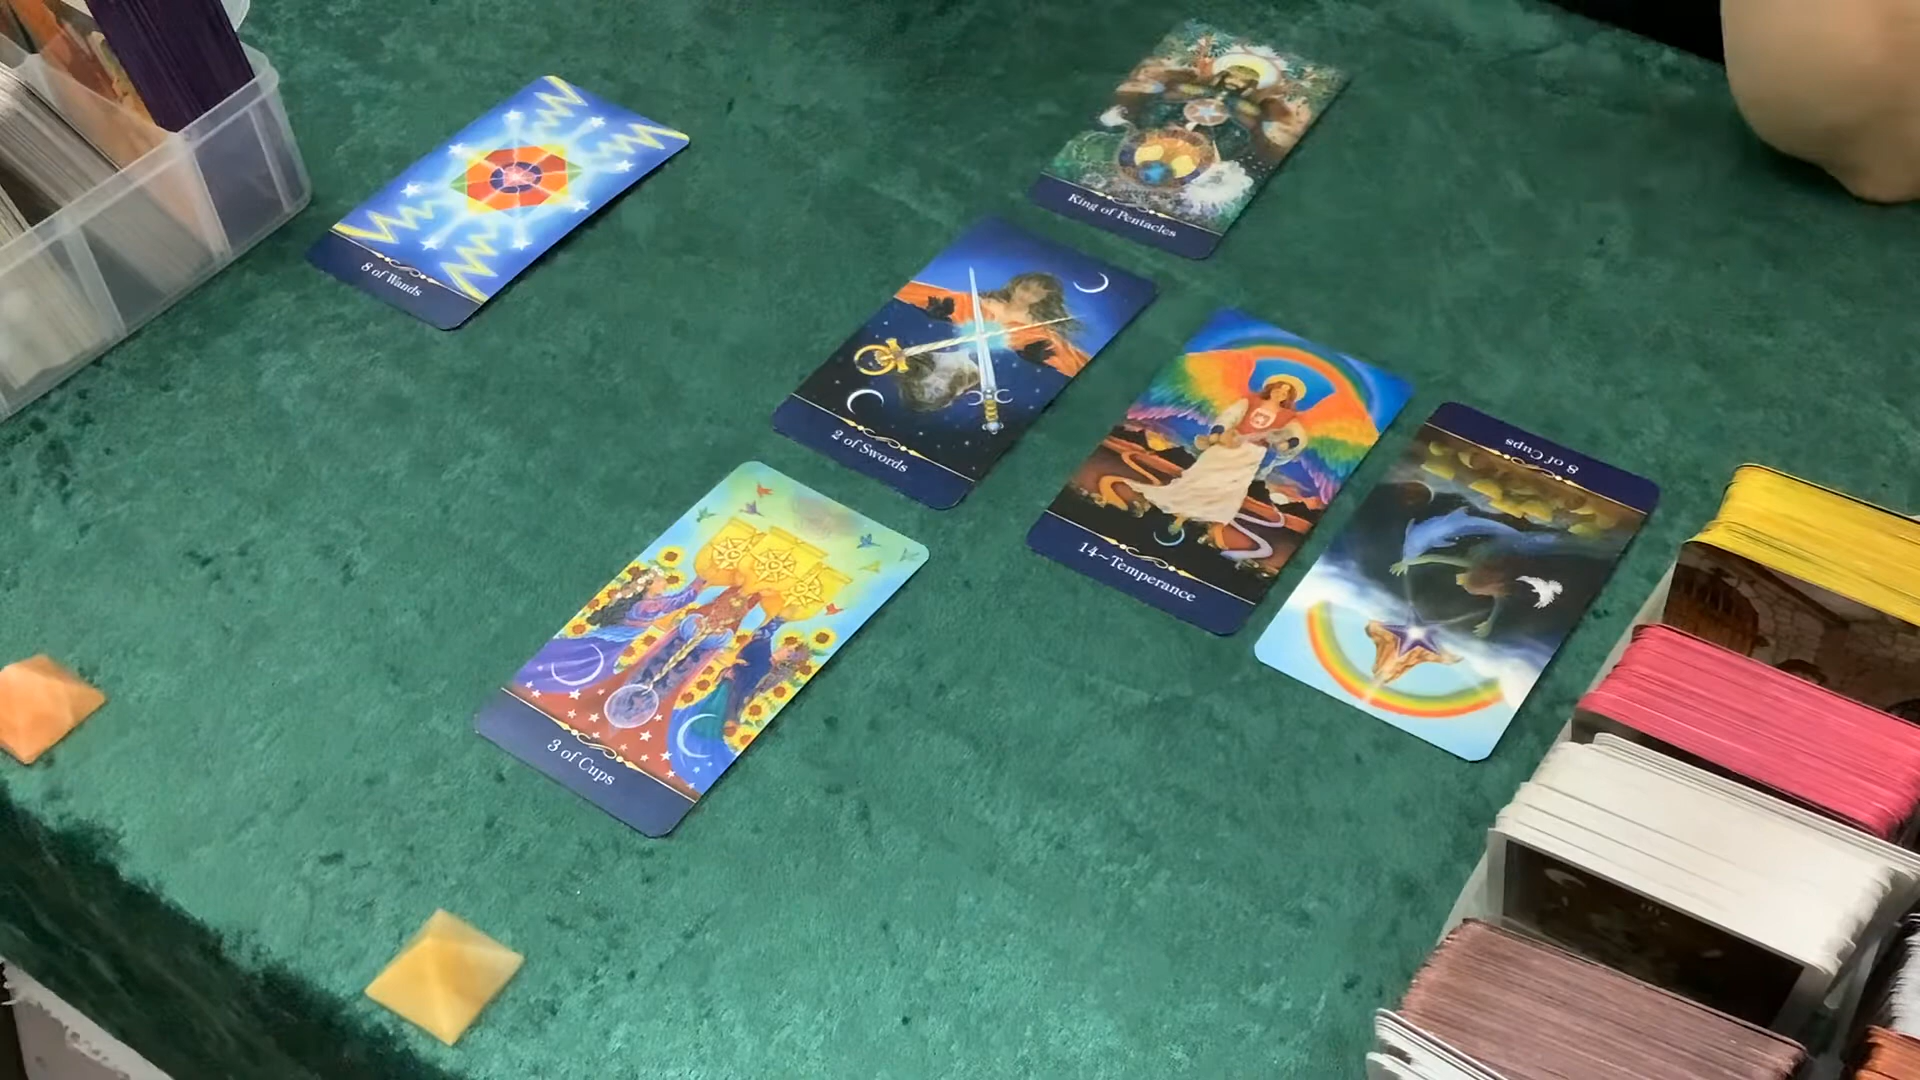 King of Pentacles
8 of Wands
2 of Swords
8 of Cups
14~Temperance
3 of Cups